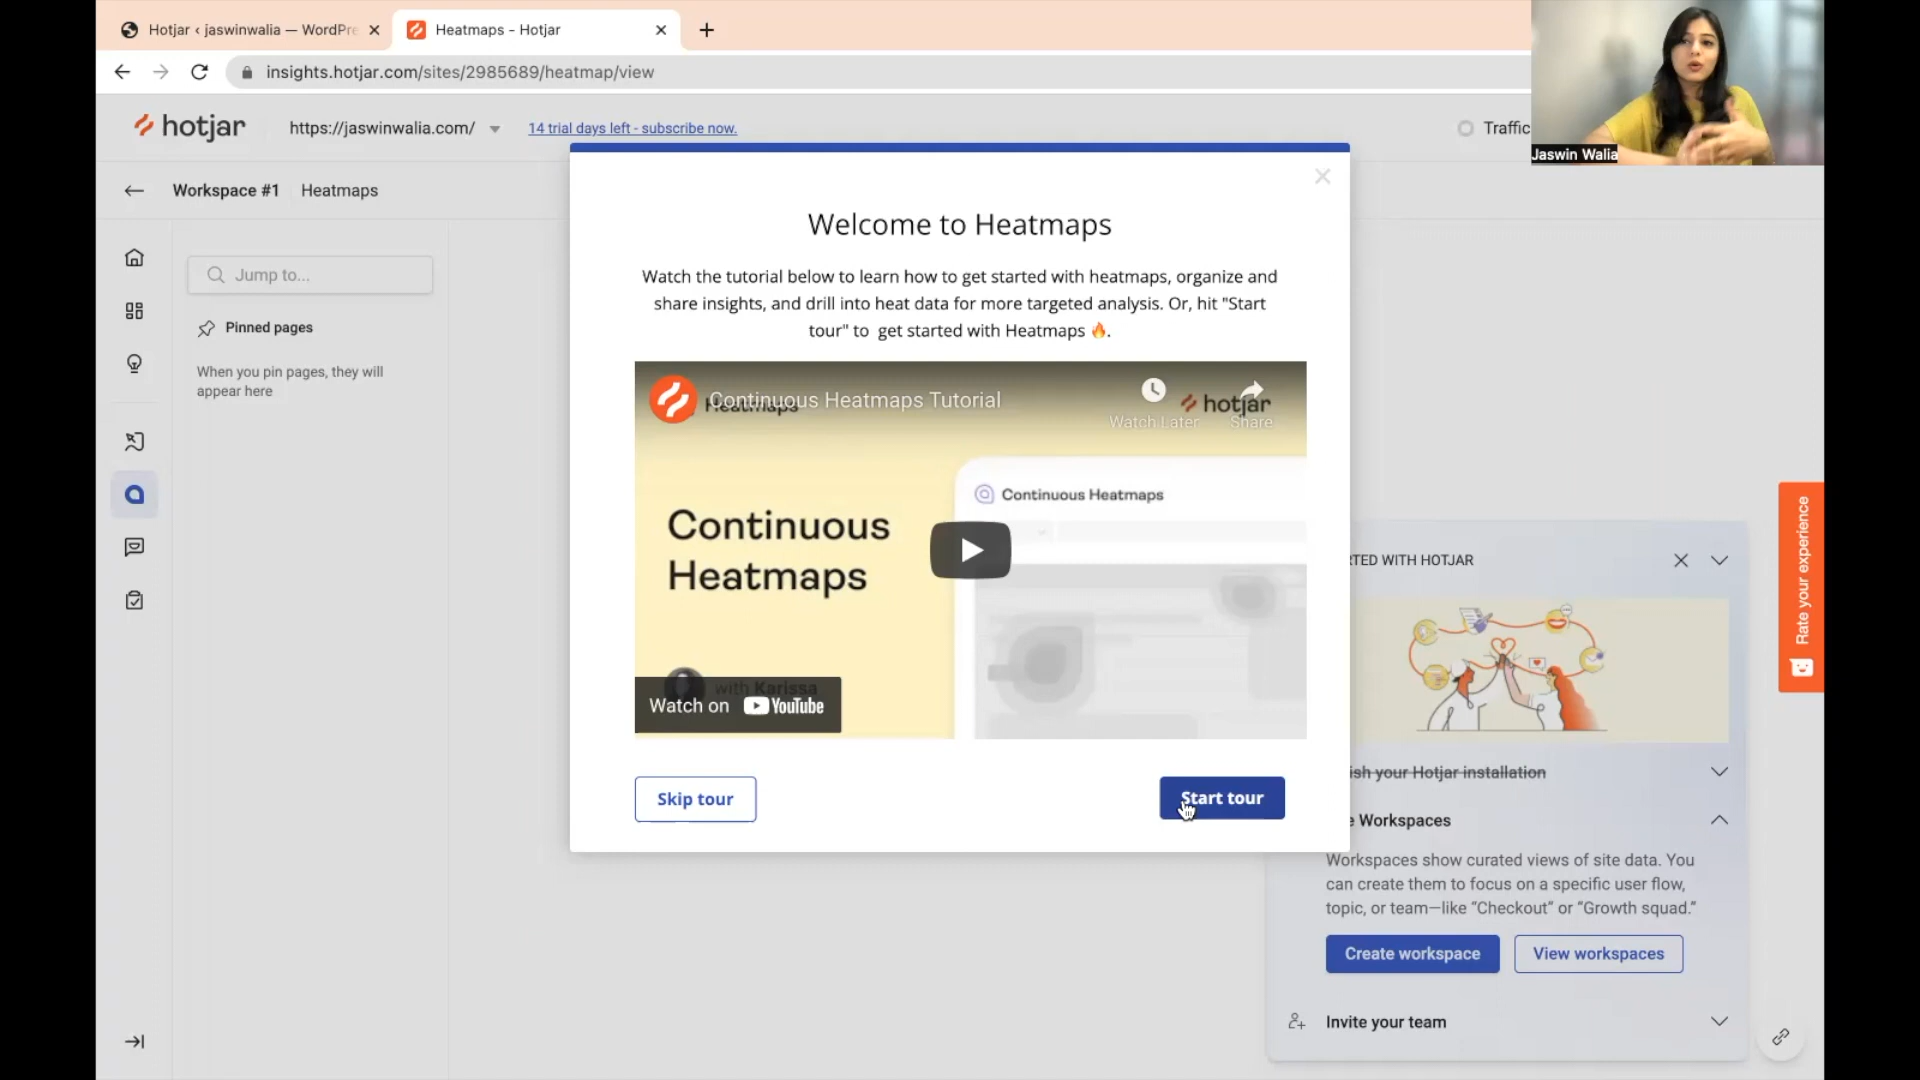 Hotjar ‹ jaswinwalia — WordPre
Heatmaps - Hotjar
insights.hotjar.com/sites/2985689/heatmap/view
hotjar
https://jaswinwalia.com/
14 trial days left - subscribe now.
Traffic
Jaswin Walia
Workspace #1
Heatmaps
Jump to...
Pinned pages
When you pin pages, they will
appear here
Welcome to Heatmaps
Watch the tutorial below to learn how to get started with heatmaps, organize and
share insights, and drill into heat data for more targeted analysis. Or, hit "Start
tour" to get started with Heatmaps 🔥.
Heatmaps
Continuous Heatmaps Tutorial
Watch Later
Share
hotjar
Continuous
Heatmaps
Continuous Heatmaps
with Karissa
Watch on YouTube
Skip tour
Start tour
TED WITH HOTJAR
ish your Hotjar installation
e Workspaces
Workspaces show curated views of site data. You
can create them to focus on a specific user flow,
topic, or team—like “Checkout” or “Growth squad.”
Create workspace
View workspaces
Invite your team
Rate your experience